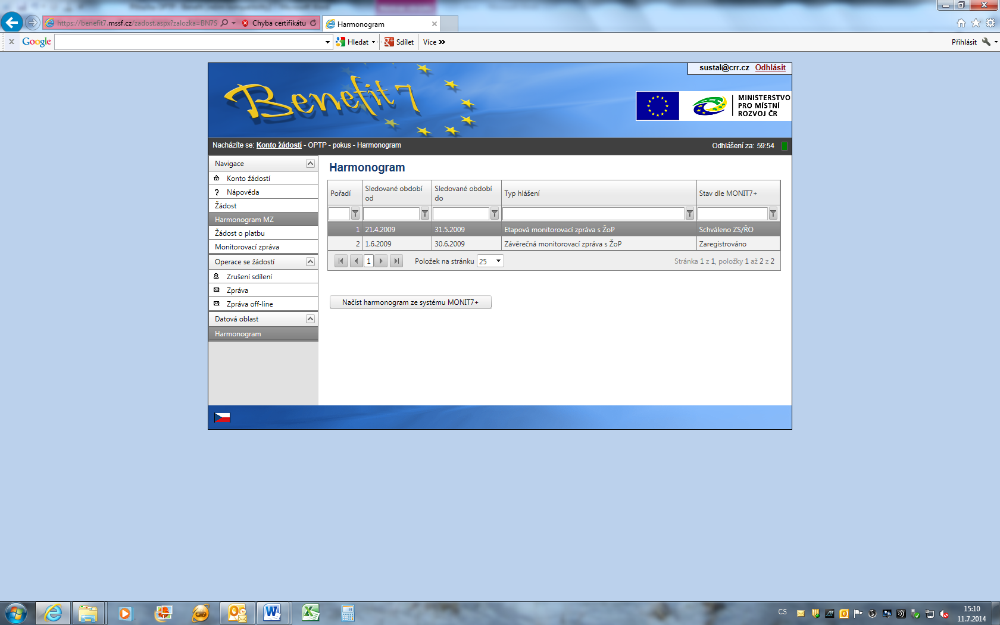 https://benefit7.mssf.cz/zadost.aspx?zalozka=BN7S
Chyba certifikátu
Harmonogram
Google
Hledat
Sdílet
Více
Přihlásit
sustal@crr.cz Odhlásit
Benefit7
MINISTERSTVO
PRO MÍSTNÍ
ROZVOJ ČR
Nacházíte se: Konto žádostí - OPTP - pokus - Harmonogram
Odhlášení za: 59:54
Navigace
Konto žádostí
Nápověda
Žádost
Harmonogram MZ
Žádost o platbu
Monitorovací zpráva
Operace se žádostí
Zrušení sdílení
Zpráva
Zpráva off-line
Datová oblast
Harmonogram
Harmonogram
Pořadí Sledované období od Sledované období do Typ hlášení Stav dle MONIT7+
1 21.4.2009 31.5.2009 Etapová monitorovací zpráva s ŽoP Schváleno ZS/ŘO
2 1.6.2009 30.6.2009 Závěrečná monitorovací zpráva s ŽoP Zaregistrováno
1 Položek na stránku 25 Stránka 1 z 1, položky 1 až 2 z 2
Načíst harmonogram ze systému MONIT7+
CS
15:10
11.7.2014